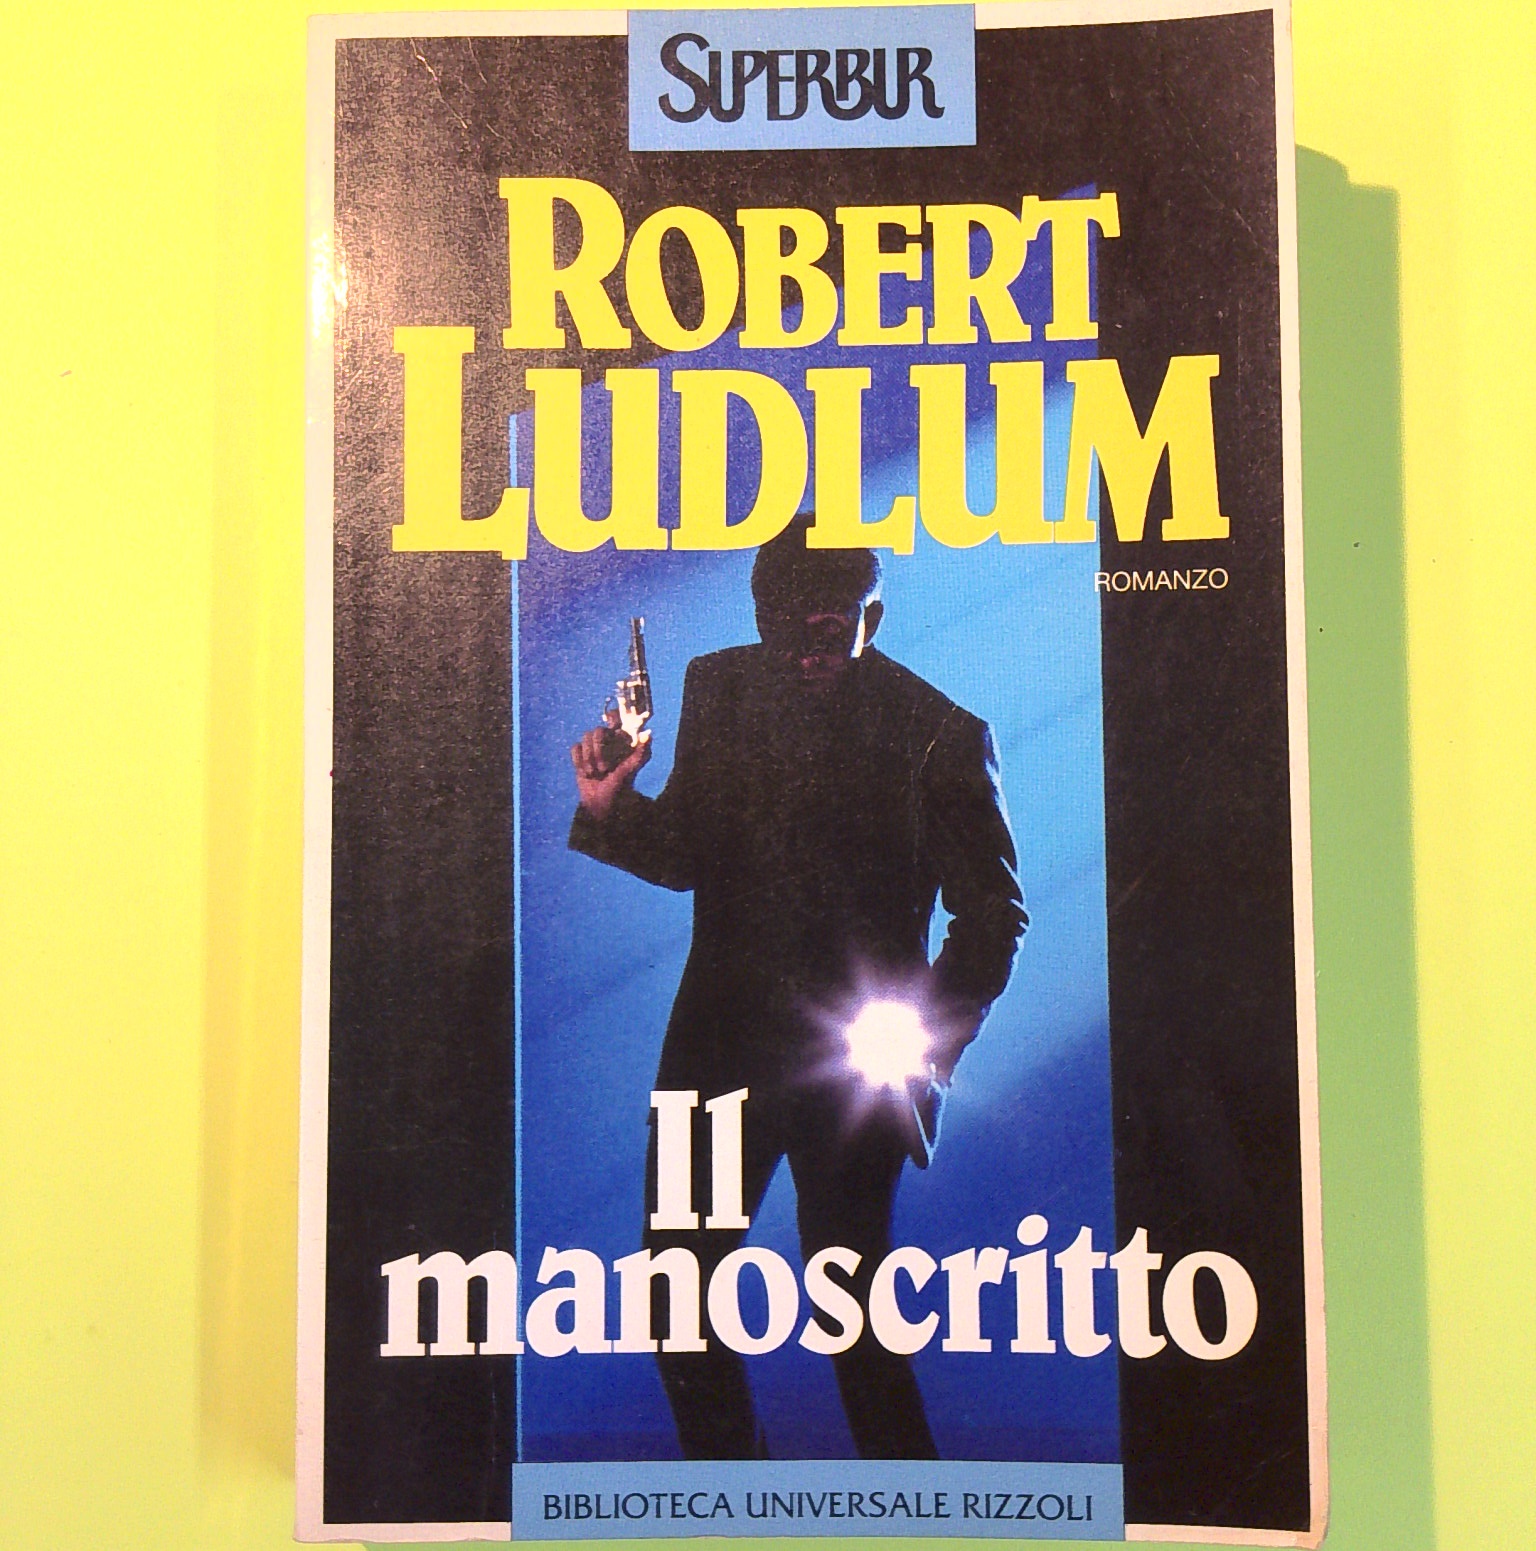 SUPERBUR
ROBERT
LUDLUM
ROMANZO
Il
manoscritto
BIBLIOTECA UNIVERSALE RIZZOLI